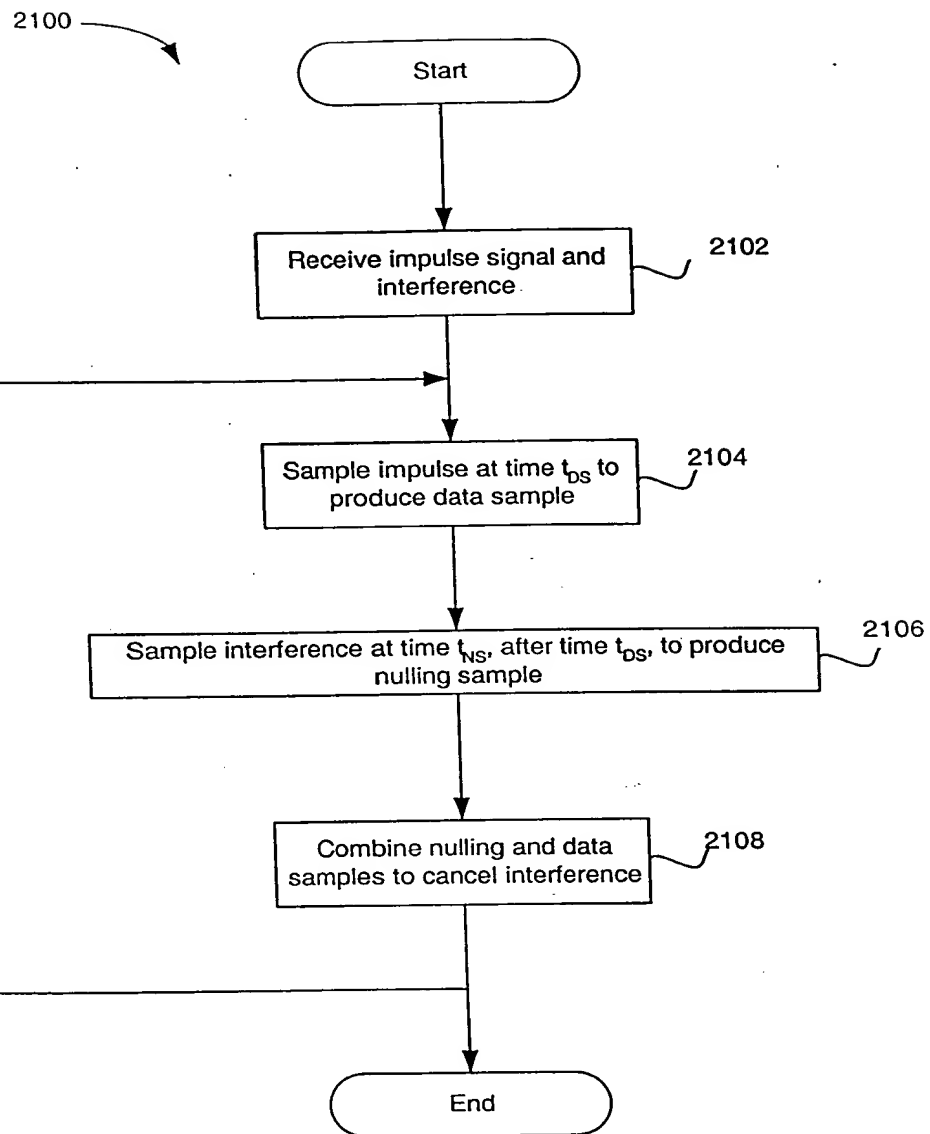 2100
Start
Receive impulse signal and
interference
2102
Sample impulse at time tDS to
produce data sample
2104
Sample interference at time tNS, after time tDS, to produce
nulling sample
2106
Combine nulling and data
samples to cancel interference
2108
End